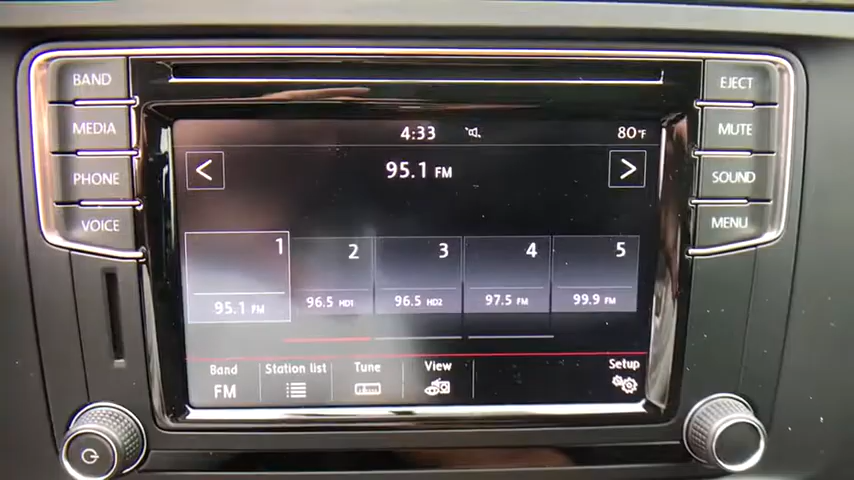 BAND
MEDIA
PHONE
VOICE
4:33
80°F
95.1 FM
1
2
3
4
5
95.1 FM
96.5 HD1
96.5 HD2
97.5 FM
99.9 FM
Band
Station list
Tune
View
Setup
FM
EJECT
MUTE
SOUND
MENU